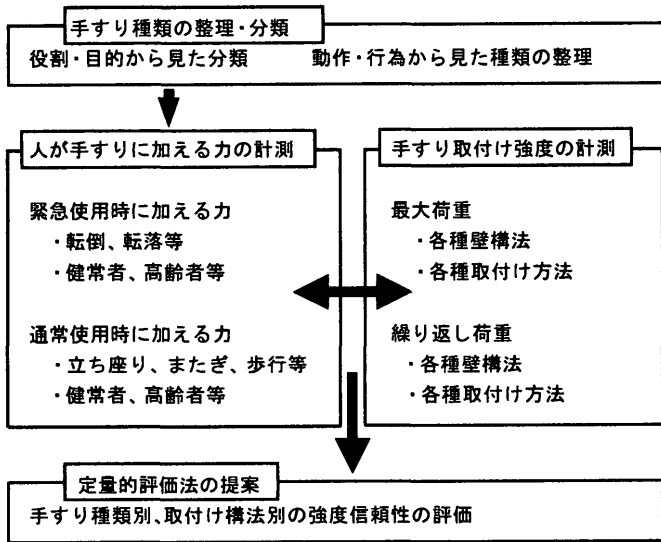 手すり種類の整理・分類
役割・目的から見た分類 動作・行為から見た種類の整理
人が手すりに加える力の計測
緊急使用時に加える力
・転倒、転落等
・健常者、高齢者等
通常使用時に加える力
・立ち座り、またぎ、歩行等
・健常者、高齢者等
手すり取付け強度の計測
最大荷重
・各種壁構法
・各種取付け方法
繰り返し荷重
・各種壁構法
・各種取付け方法
定量的評価法の提案
手すり種類別、取付け構法別の強度信頼性の評価